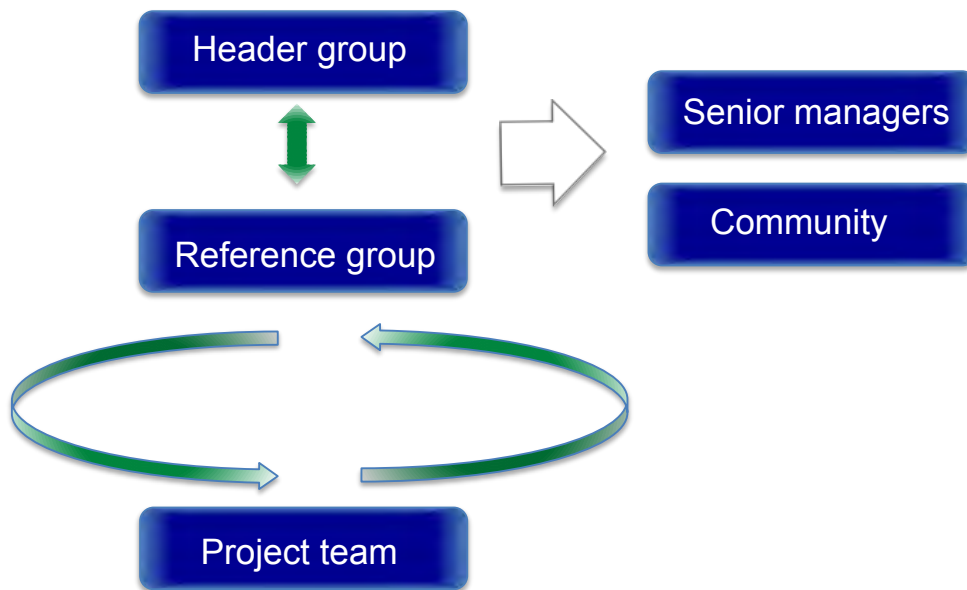 Header group
Senior managers
Community
Reference group
Project team